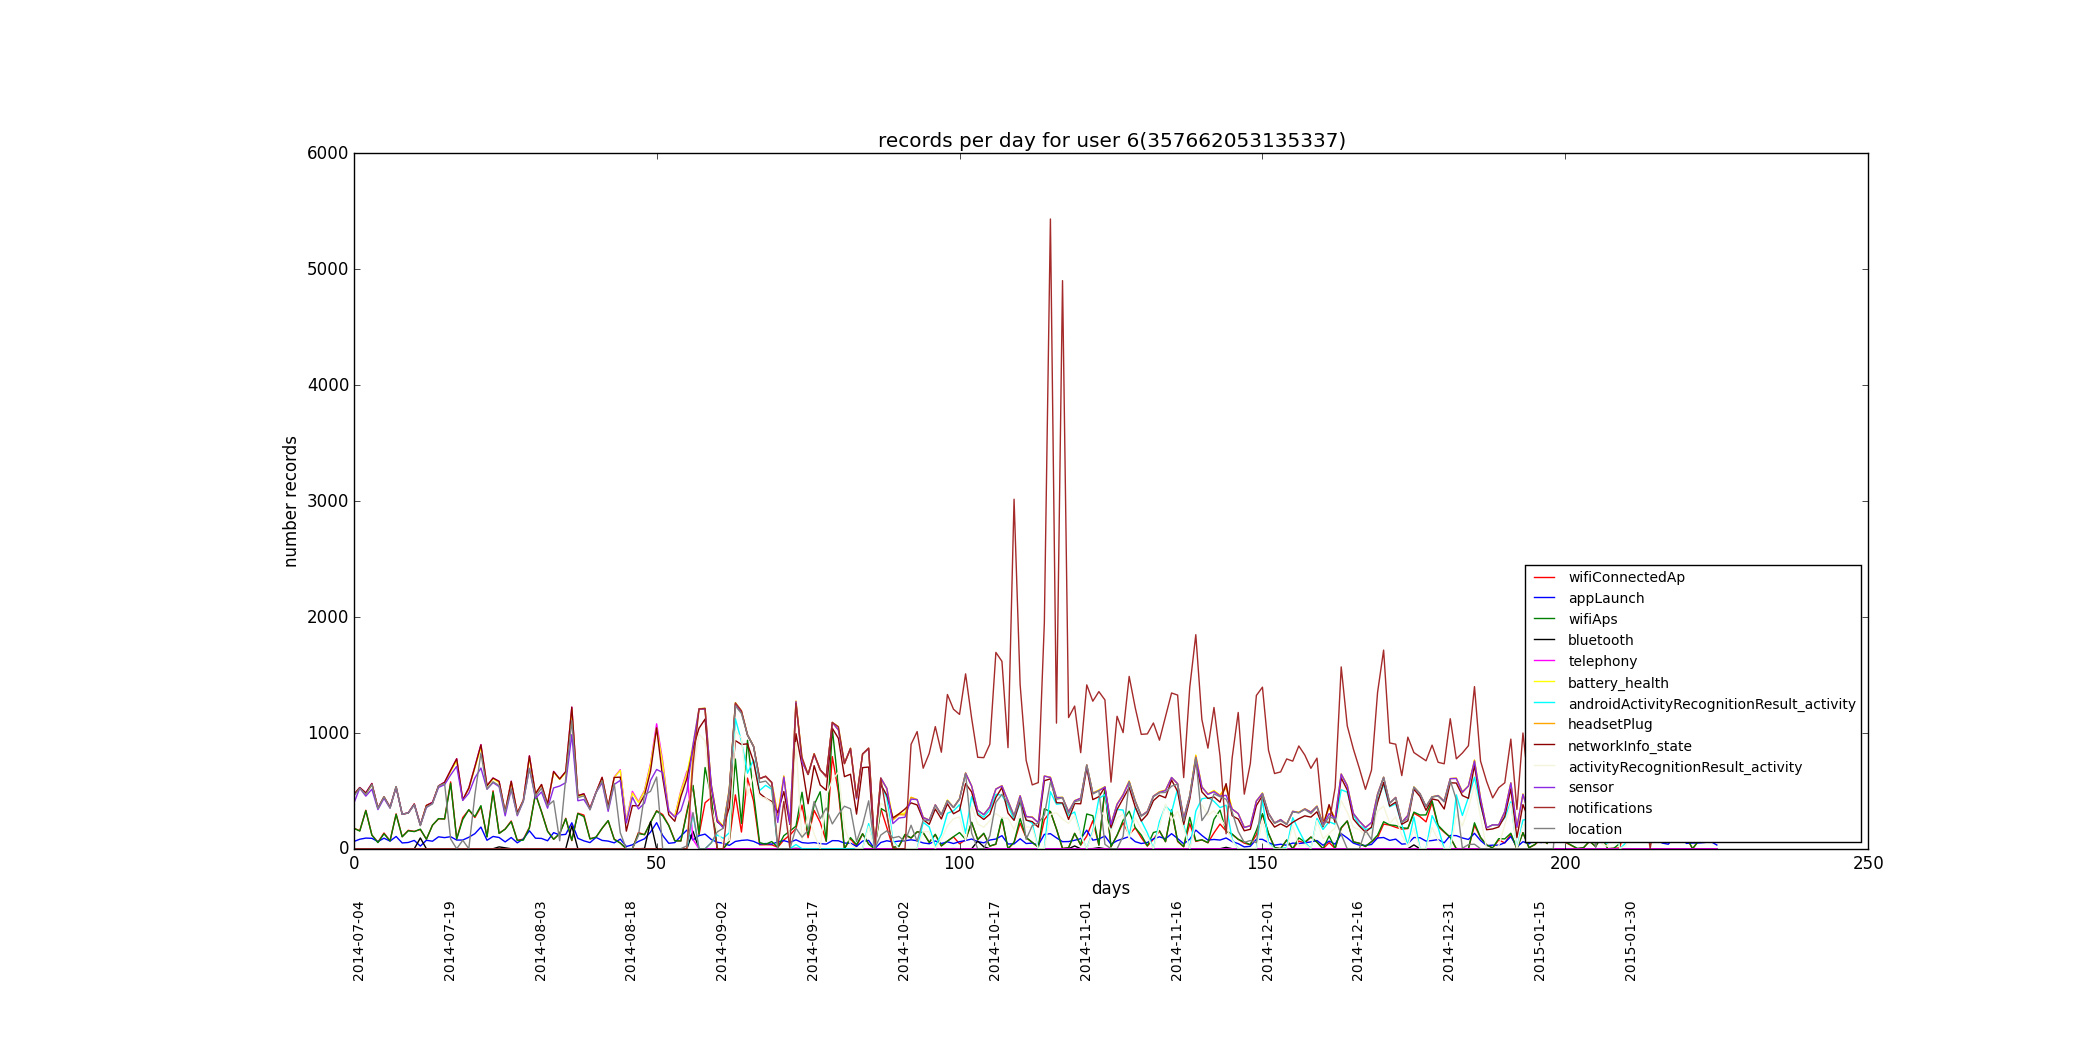 records per day for user 6(357662053135337)
6000
5000
4000
3000
2000
1000
0
number records
0 50 100 150 200 250
days
2014-07-04
2014-07-19
2014-08-03
2014-08-18
2014-09-02
2014-09-17
2014-10-02
2014-10-17
2014-11-01
2014-11-16
2014-12-01
2014-12-16
2014-12-31
2015-01-15
2015-01-30
wifiConnectedAp
appLaunch
wifiAps
bluetooth
telephony
battery_health
androidActivityRecognitionResult_activity
headsetPlug
networkInfo_state
activityRecognitionResult_activity
sensor
notifications
location